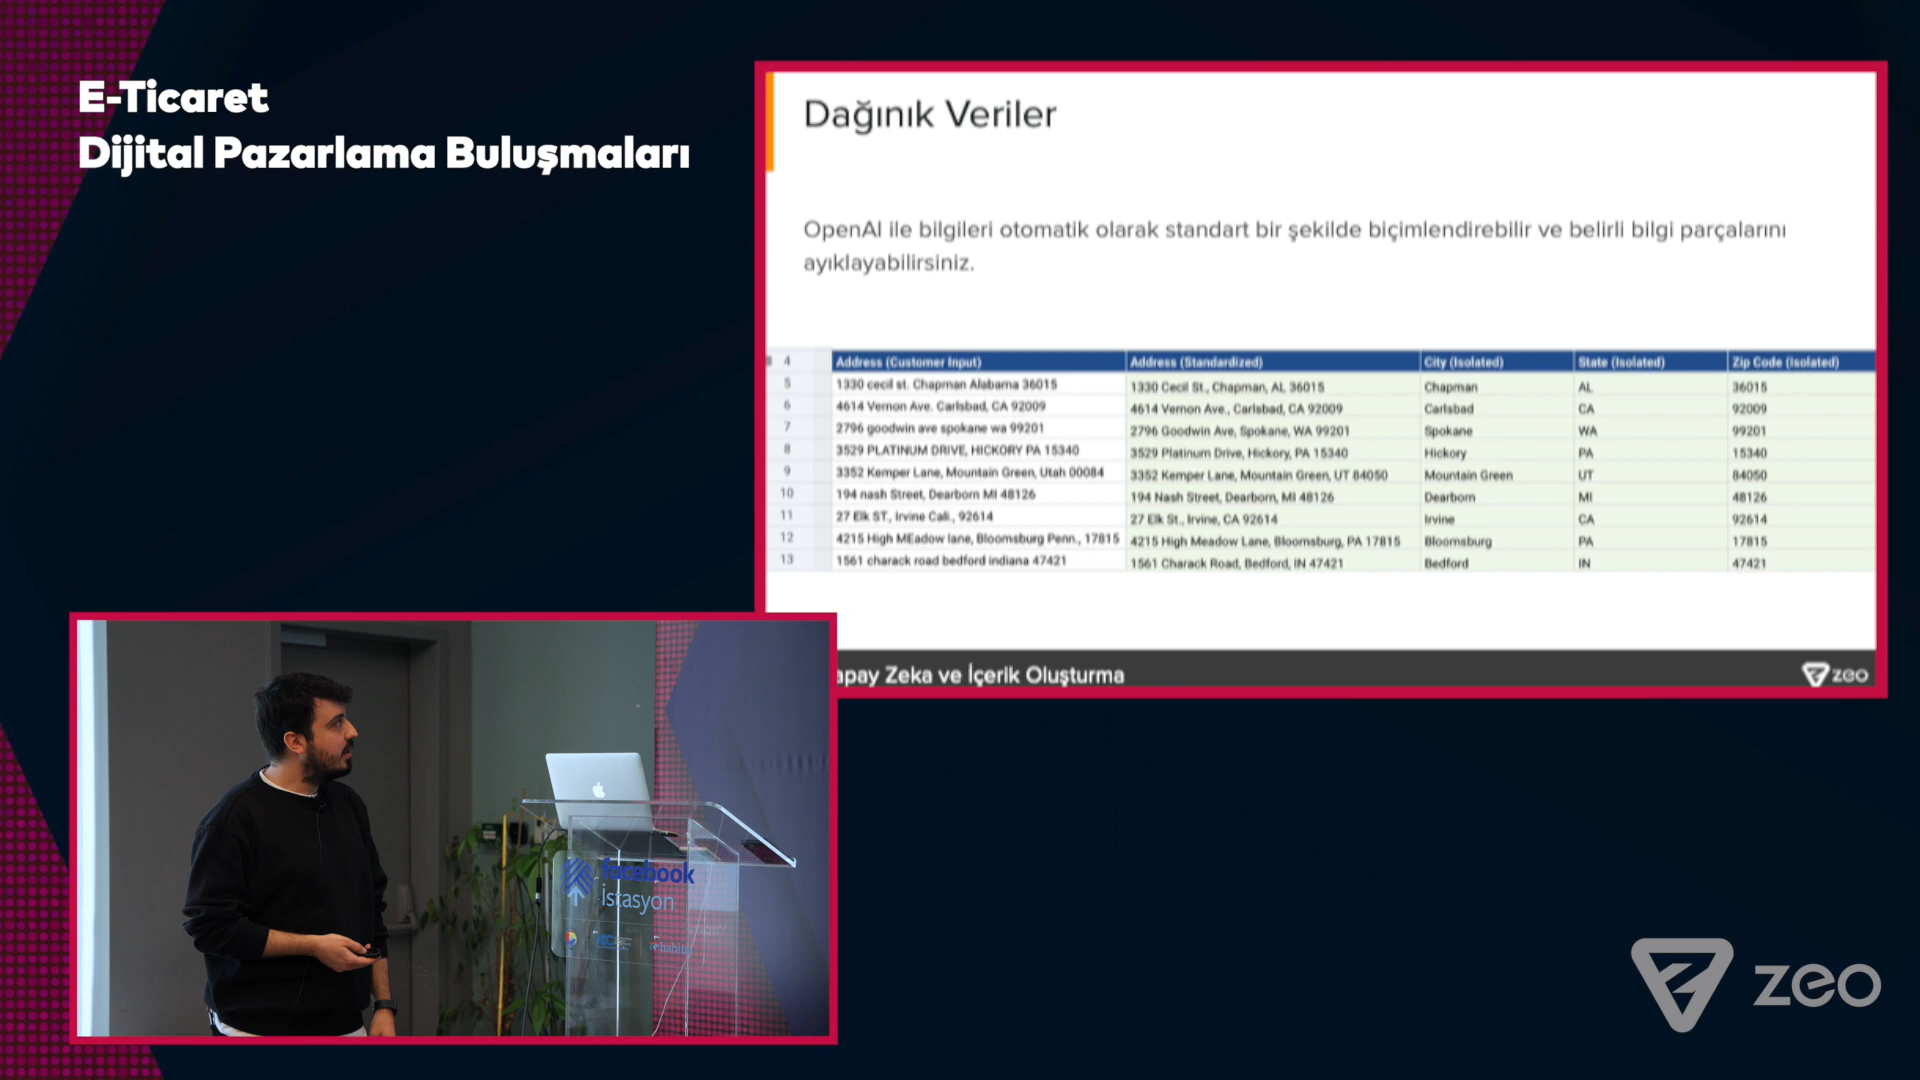 E-Ticaret
Dijital Pazarlama Buluşmaları
Dağınık Veriler
OpenAI ile bilgileri otomatik olarak standart bir şekilde biçimlendirebilir ve belirli bilgi parçalarını
ayıklayabilirsiniz.
4 Address (Customer Input) Address (Standardized) City (Isolated) State (Isolated) Zip Code (Isolated)
5 1330 cecil st. Chapman Alabama 36015 1330 Cecil St., Chapman, AL 36015 Chapman AL 36015
6 4614 Vernon Ave. Carlsbad, CA 92009 4614 Vernon Ave., Carlsbad, CA 92009 Carlsbad CA 92009
7 2796 goodwin ave spokane wa 99201 2796 Goodwin Ave, Spokane, WA 99201 Spokane WA 99201
8 3529 PLATINUM DRIVE, HICKORY PA 15340 3529 Platinum Drive, Hickory, PA 15340 Hickory PA 15340
9 3352 Kemper Lane, Mountain Green, Utah 00084 3352 Kemper Lane, Mountain Green, UT 84050 Mountain Green UT 84050
10 194 nash Street, Dearborn MI 48126 194 Nash Street, Dearborn, MI 48126 Dearborn MI 48126
11 27 Elk ST., Irvine Cali., 92614 27 Elk St., Irvine, CA 92614 Irvine CA 92614
12 4215 High MEadow lane, Bloomsburg Penn., 17815 4215 High Meadow Lane, Bloomsburg, PA 17815 Bloomsburg PA 17815
13 1561 charack road bedford indiana 47421 1561 Charack Road, Bedford, IN 47421 Bedford IN 47421
apay Zeka ve İçerik Oluşturma
zeo
facebook
istasyon
habitat
zeo